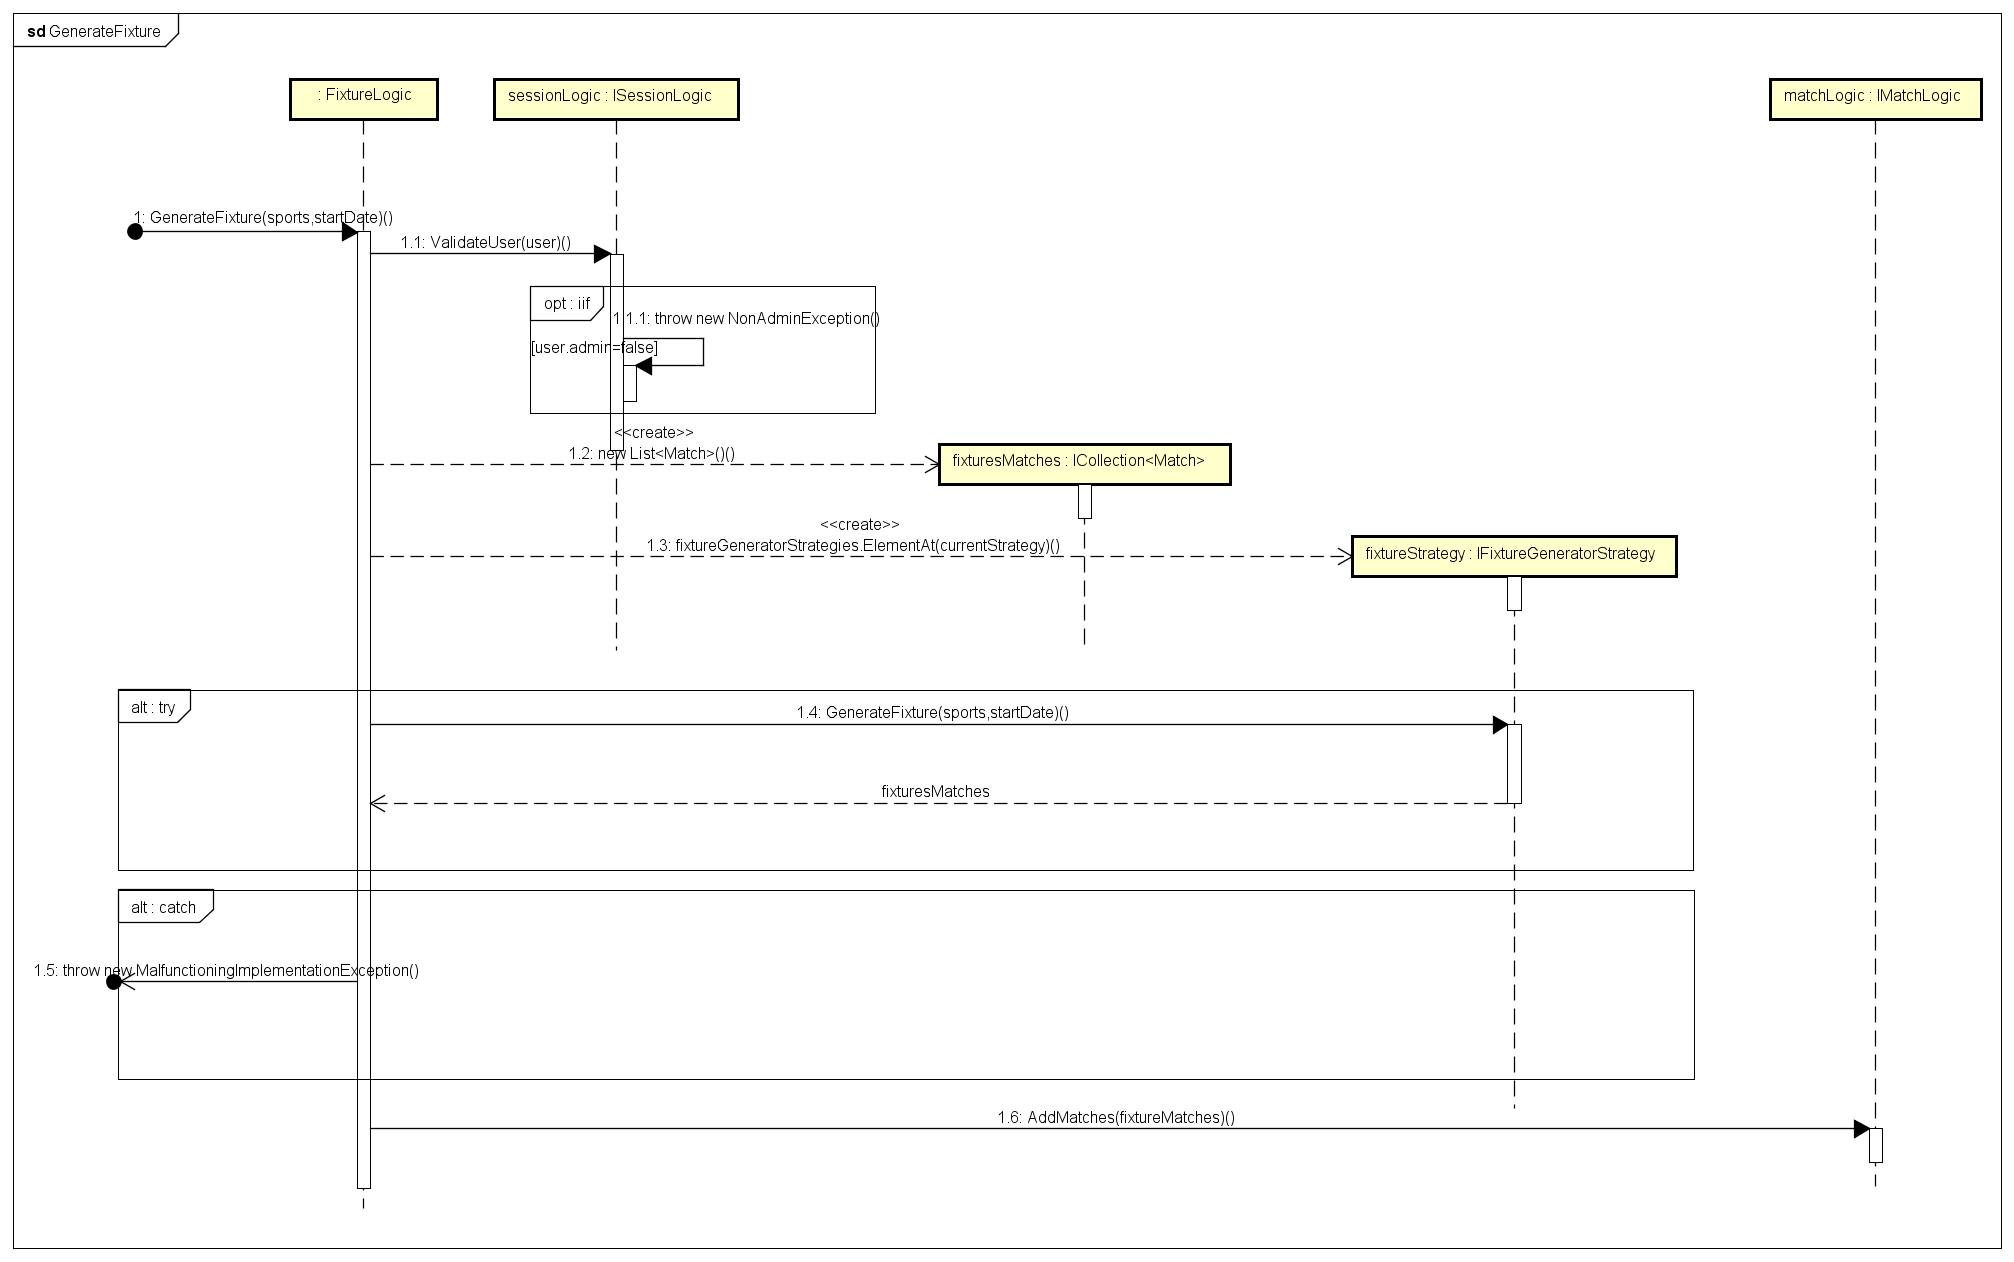 sd GenerateFixture
: FixtureLogic
sessionLogic : ISessionLogic
matchLogic : IMatchLogic
1: GenerateFixture(sports,startDate)()
1.1: ValidateUser(user)()
opt : iif
1.1.1: throw new NonAdminException()
[user.admin=false]
<<create>>
1.2: new List<Match>()()
fixturesMatches : ICollection<Match>
<<create>>
1.3: fixtureGeneratorStrategies.ElementAt(currentStrategy)()
fixtureStrategy : IFixtureGeneratorStrategy
alt : try
1.4: GenerateFixture(sports,startDate)()
fixturesMatches
alt : catch
1.5: throw new MalfunctioningImplementationException()
1.6: AddMatches(fixtureMatches)()